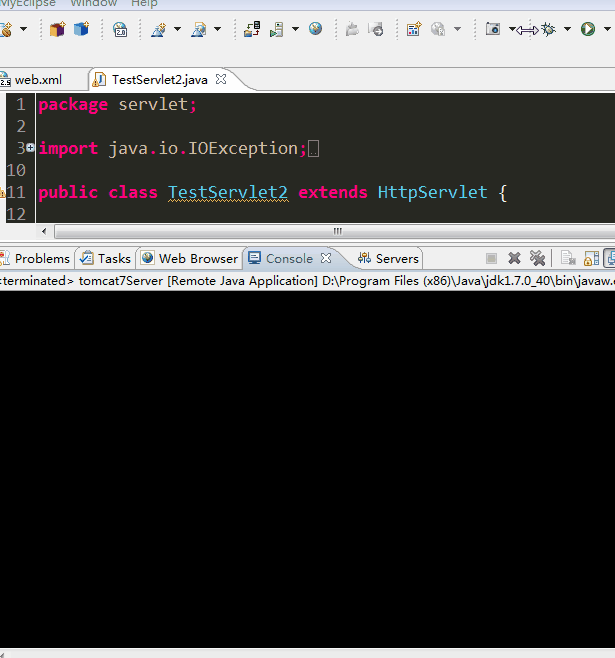 MyEclipse Window Help
web.xml TestServlet2.java
1 package servlet;
2
3 import java.io.IOException;
10
11 public class TestServlet2 extends HttpServlet {
12
Problems Tasks Web Browser Console Servers
<terminated> tomcat7Server [Remote Java Application] D:\Program Files (x86)\Java\jdk1.7.0_40\bin\javaw.